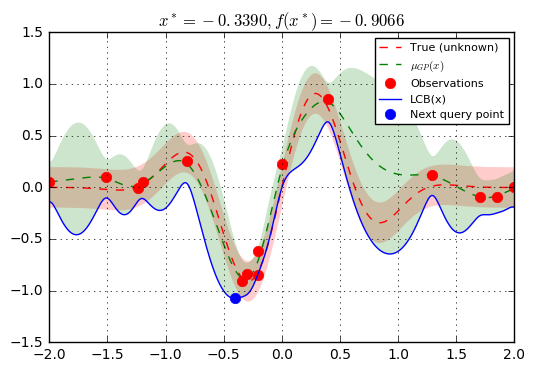 x* = −0.3390, f(x*) = −0.9066
1.5
1.0
0.5
0.0
−0.5
−1.0
−1.5
−2.0 −1.5 −1.0 −0.5 0.0 0.5 1.0 1.5 2.0
True (unknown)
μGP(x)
Observations
LCB(x)
Next query point